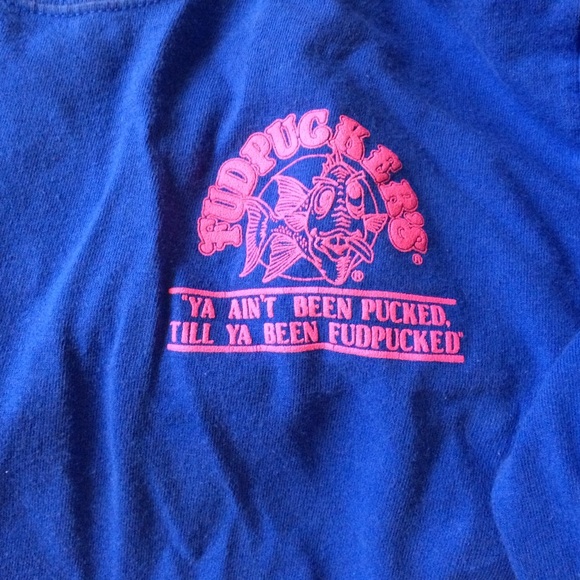 FUDPUCKERS®
®
"YA AIN'T BEEN PUCKED,
TILL YA BEEN FUDPUCKED"